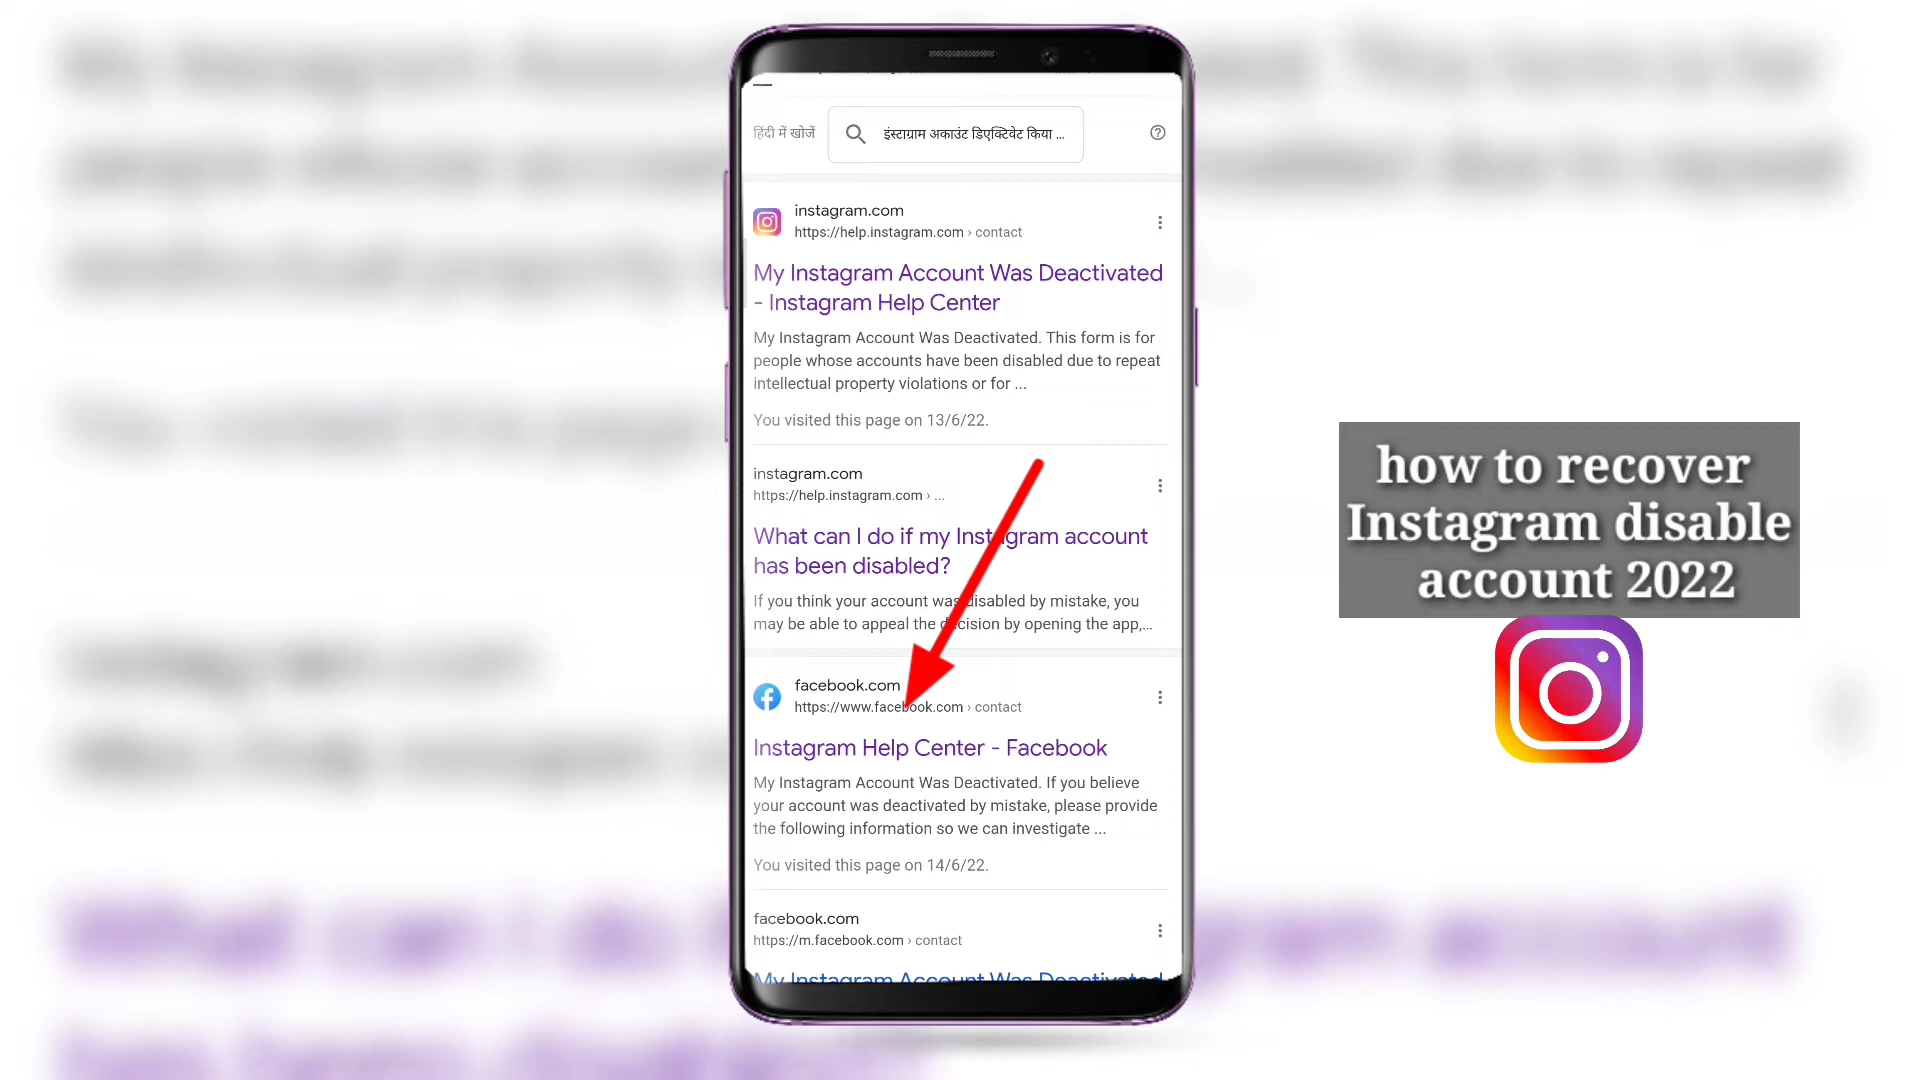 हिंदी में खोजें
इंस्टाग्राम अकाउंट डिएक्टिवेट किया ...
instagram.com
https://help.instagram.com › contact
My Instagram Account Was Deactivated
- Instagram Help Center
My Instagram Account Was Deactivated. This form is for
people whose accounts have been disabled due to repeat
intellectual property violations or for ...
You visited this page on 13/6/22.
instagram.com
https://help.instagram.com › ...
What can I do if my Instagram account
has been disabled?
If you think your account was disabled by mistake, you
may be able to appeal the decision by opening the app,...
facebook.com
https://www.facebook.com › contact
Instagram Help Center - Facebook
My Instagram Account Was Deactivated. If you believe
your account was deactivated by mistake, please provide
the following information so we can investigate ...
You visited this page on 14/6/22.
facebook.com
https://m.facebook.com › contact
My Instagram Account Was Deactivated
how to recover
Instagram disable
account 2022